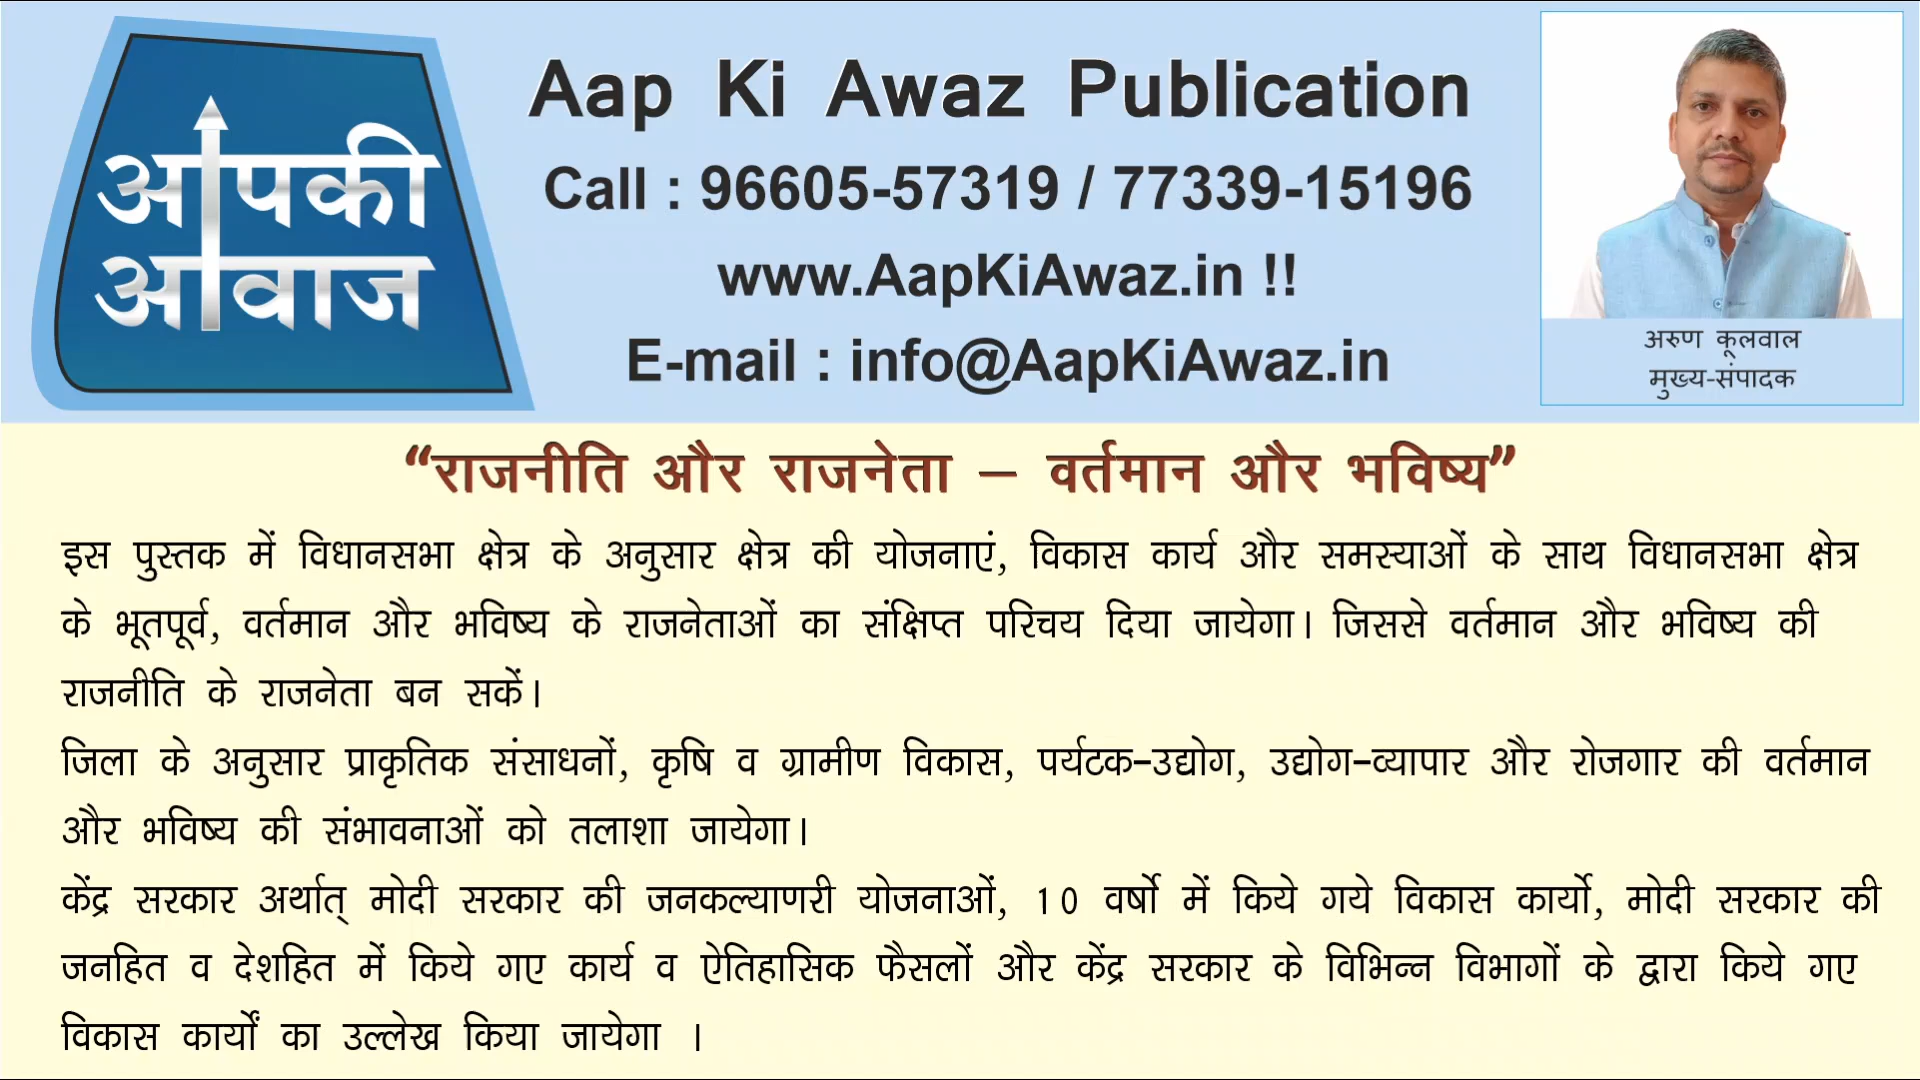 आपकी
आवाज
Aap Ki Awaz Publication
Call : 96605-57319 / 77339-15196
www.AapKiAwaz.in !!
E-mail : info@AapKiAwaz.in
अरुण कूलवाल
मुख्य-संपादक
“राजनीति और राजनेता – वर्तमान और भविष्य”
इस पुस्तक में विधानसभा क्षेत्र के अनुसार क्षेत्र की योजनाएं, विकास कार्य और समस्याओं के साथ विधानसभा क्षेत्र
के भूतपूर्व, वर्तमान और भविष्य के राजनेताओं का संक्षिप्त परिचय दिया जायेगा। जिससे वर्तमान और भविष्य की
राजनीति के राजनेता बन सकें।
जिला के अनुसार प्राकृतिक संसाधनों, कृषि व ग्रामीण विकास, पर्यटक-उद्योग, उद्योग-व्यापार और रोजगार की वर्तमान
और भविष्य की संभावनाओं को तलाशा जायेगा।
केंद्र सरकार अर्थात् मोदी सरकार की जनकल्याणरी योजनाओं, 10 वर्षो में किये गये विकास कार्यो, मोदी सरकार की
जनहित व देशहित में किये गए कार्य व ऐतिहासिक फैसलों और केंद्र सरकार के विभिन्न विभागों के द्वारा किये गए
विकास कार्यों का उल्लेख किया जायेगा ।